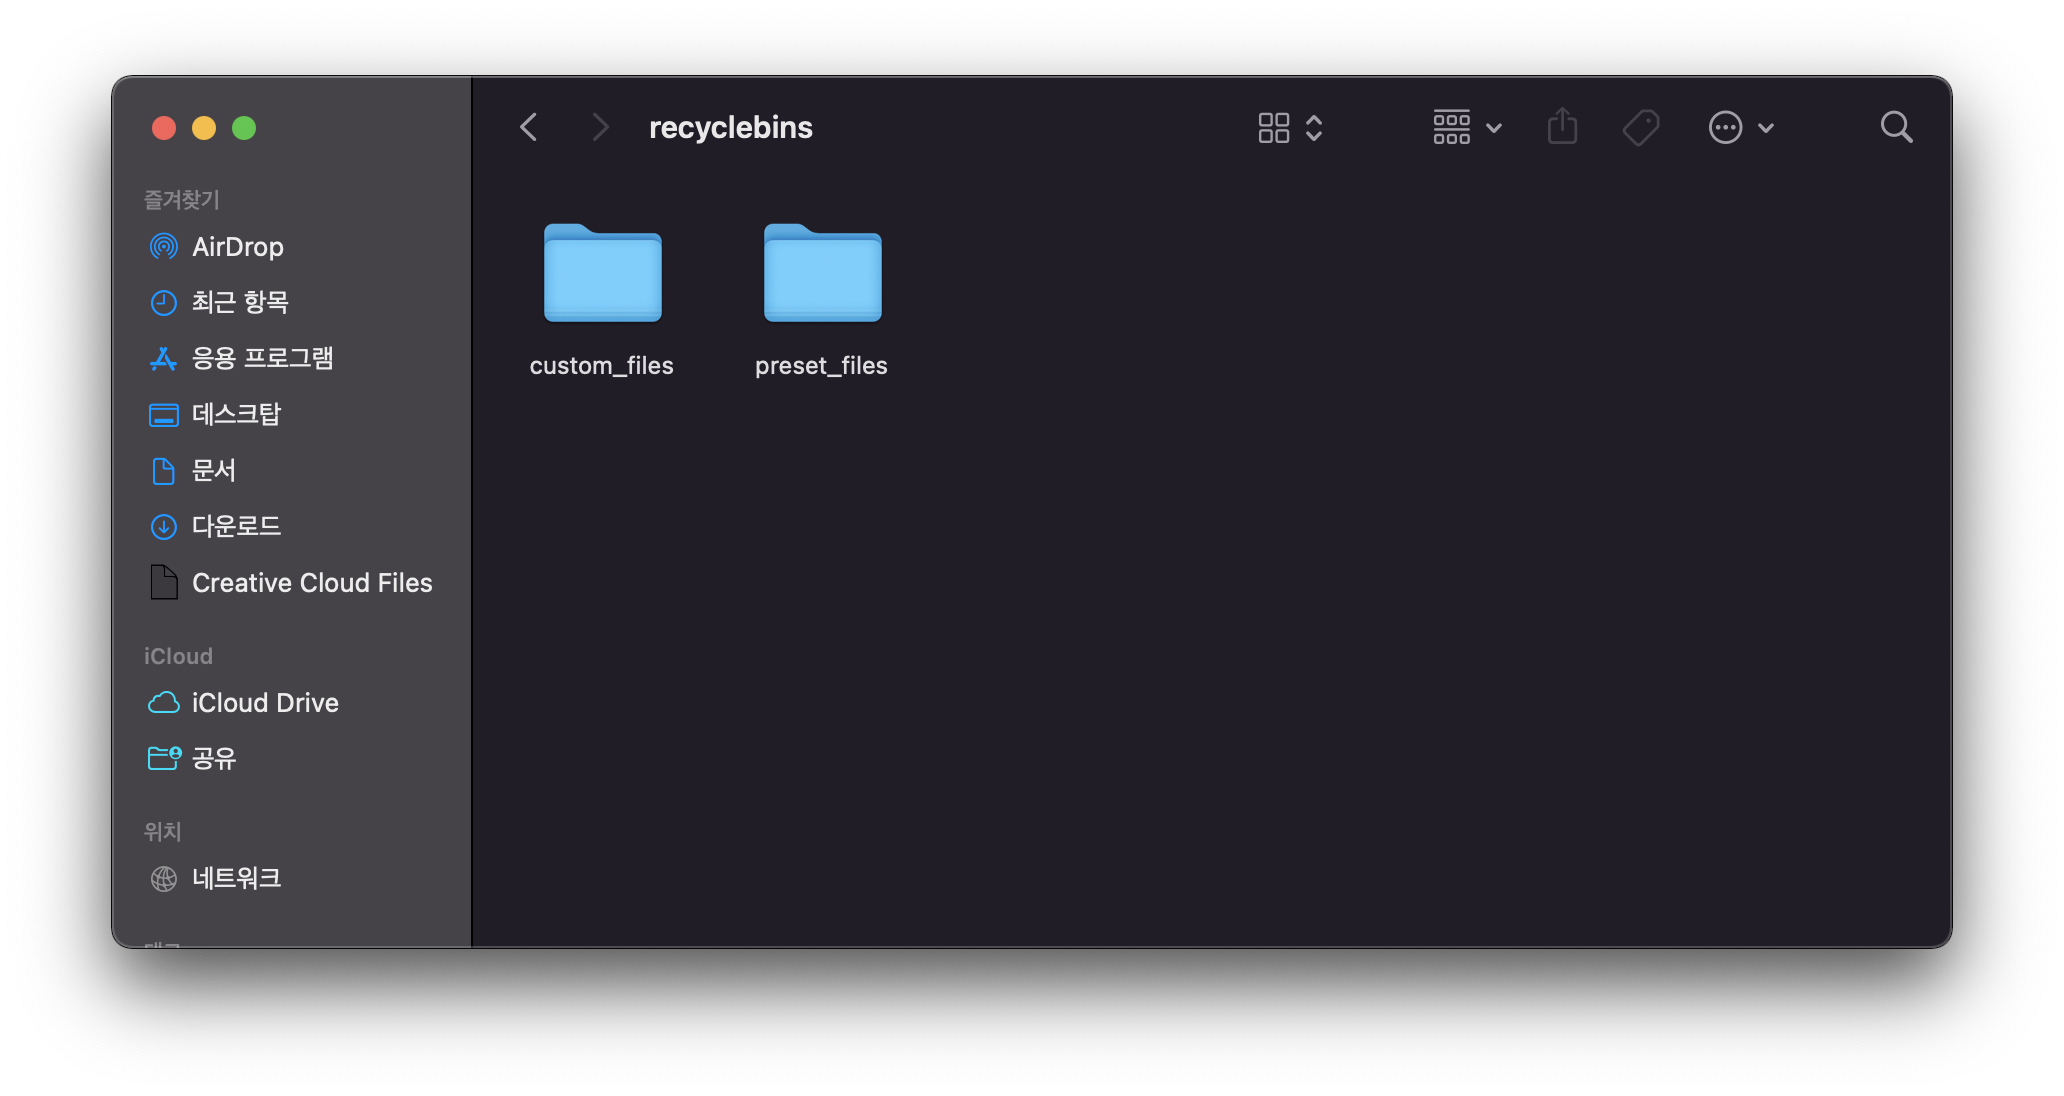 recyclebins
즐겨찾기
AirDrop
최근 항목
응용 프로그램
데스크탑
문서
다운로드
Creative Cloud Files
iCloud
iCloud Drive
공유
위치
네트워크
custom_files
preset_files